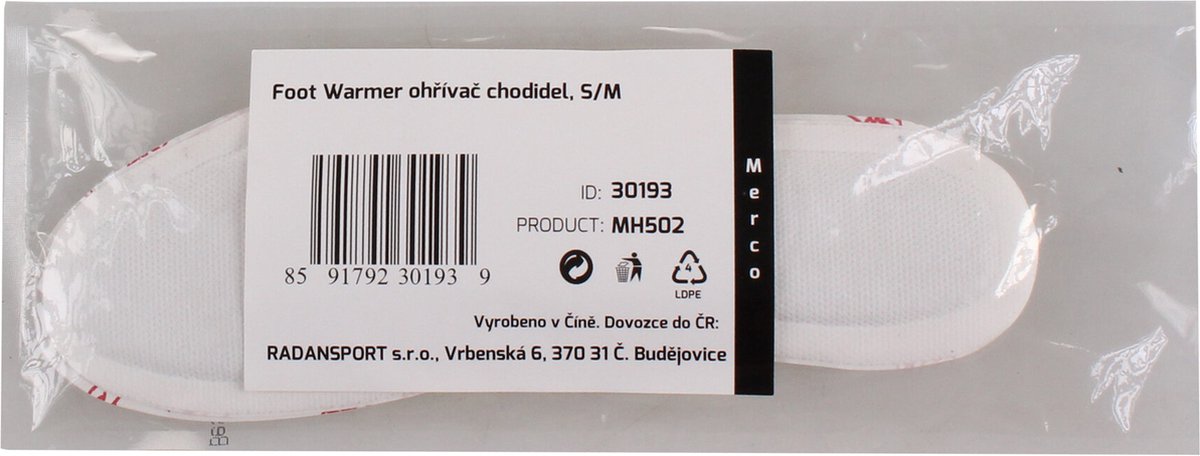 Foot Warmer ohřívač chodidel, S/M
ID: 30193
PRODUCT: MH502
85 91792 30193 9
4
LDPE
Vyrobeno v Číně. Dovozce do ČR:
RADANSPORT s.r.o., Vrbenská 6, 370 31 Č. Budějovice
Merco